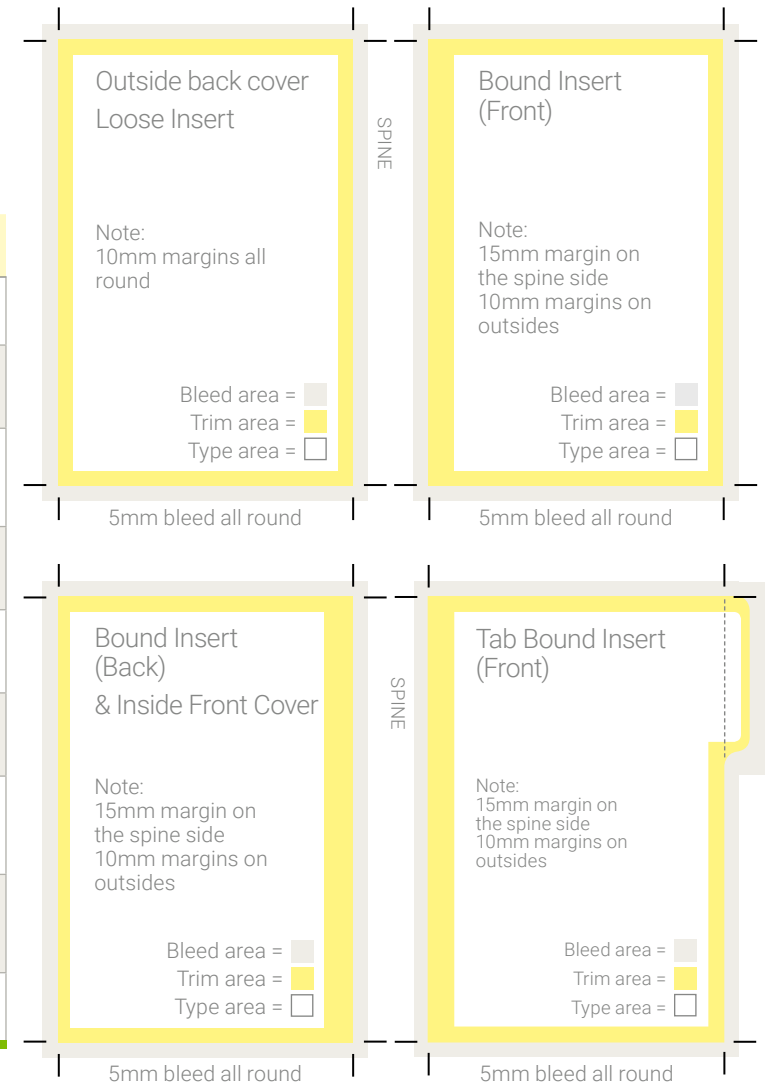 Outside back cover
Loose Insert
Note:
10mm margins all
round
Bleed area =
Trim area =
Type area =
5mm bleed all round
SPINE
Bound Insert
(Front)
Note:
15mm margin on
the spine side
10mm margins on
outsides
Bleed area =
Trim area =
Type area =
5mm bleed all round
Bound Insert
(Back)
& Inside Front Cover
Note:
15mm margin on
the spine side
10mm margins on
outsides
Bleed area =
Trim area =
Type area =
5mm bleed all round
SPINE
Tab Bound Insert
(Front)
Note:
15mm margin on
the spine side
10mm margins on
outsides
Bleed area =
Trim area =
Type area =
5mm bleed all round